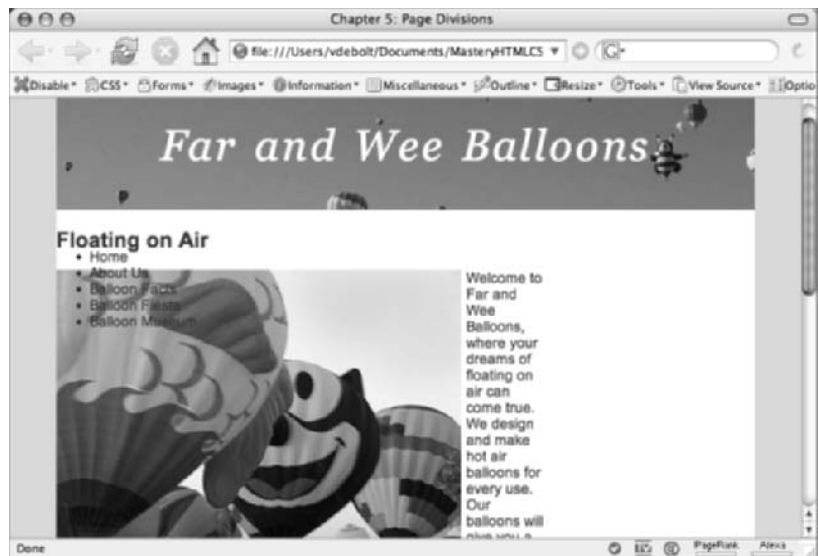 Chapter 5: Page Divisions
file:///Users/vdebolt/Documents/MasteryHTMLCS
G
Disable CSS Forms Images Information Miscellaneous Outline Resize Tools View Source Optio
Far and Wee Balloons
Floating on Air
Home
About Us
Balloon Facts
Balloon Fiesta
Balloon Museum
Welcome to
Far and
Wee
Balloons,
where your
dreams of
floating on
air can
come true.
We design
and make
hot air
balloons for
every use.
Our
balloons will
give you a
Done PageRank Alexa